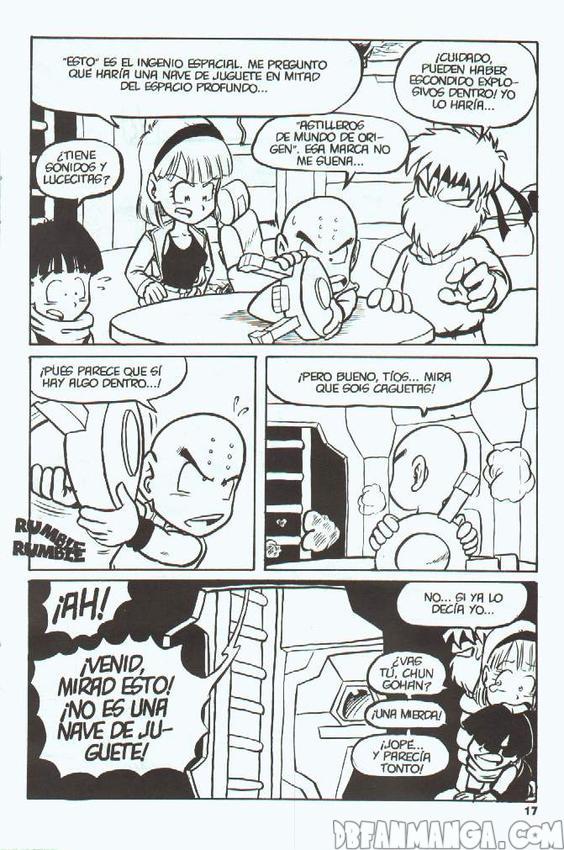 "ESTO" ES EL INGENIO ESPACIAL. ME PREGUNTO
QUÉ HARÍA UNA NAVE DE JUGUETE EN MITAD
DEL ESPACIO PROFUNDO...
¡CUIDADO,
PUEDEN HABER
ESCONDIDO EXPLO-
SIVOS DENTRO! YO
LO HARÍA...
"ASTILLEROS
DE MUNDO DE ORI-
GEN". ESA MARCA NO
ME SUENA...
¿TIENE
SONIDOS Y
LUCECITAS?
¡PUES PARECE QUE SÍ
HAY ALGO DENTRO...!
RUMBLE
RUMBLE
¡PERO BUENO, TÍOS... MIRA
QUE SOIS CAGUETAS!
¡AH!
¡VENID,
MIRAD ESTO!
¡NO ES UNA
NAVE DE JU-
GUETE!
NO... SI YA LO
DECÍA YO...
¿VAS
TÚ, CHUN
GOHAN?
¡UNA MIERDA!
¡JOPÉ...
Y PARECÍA
TONTO!
17
DBFANMANGA.COM